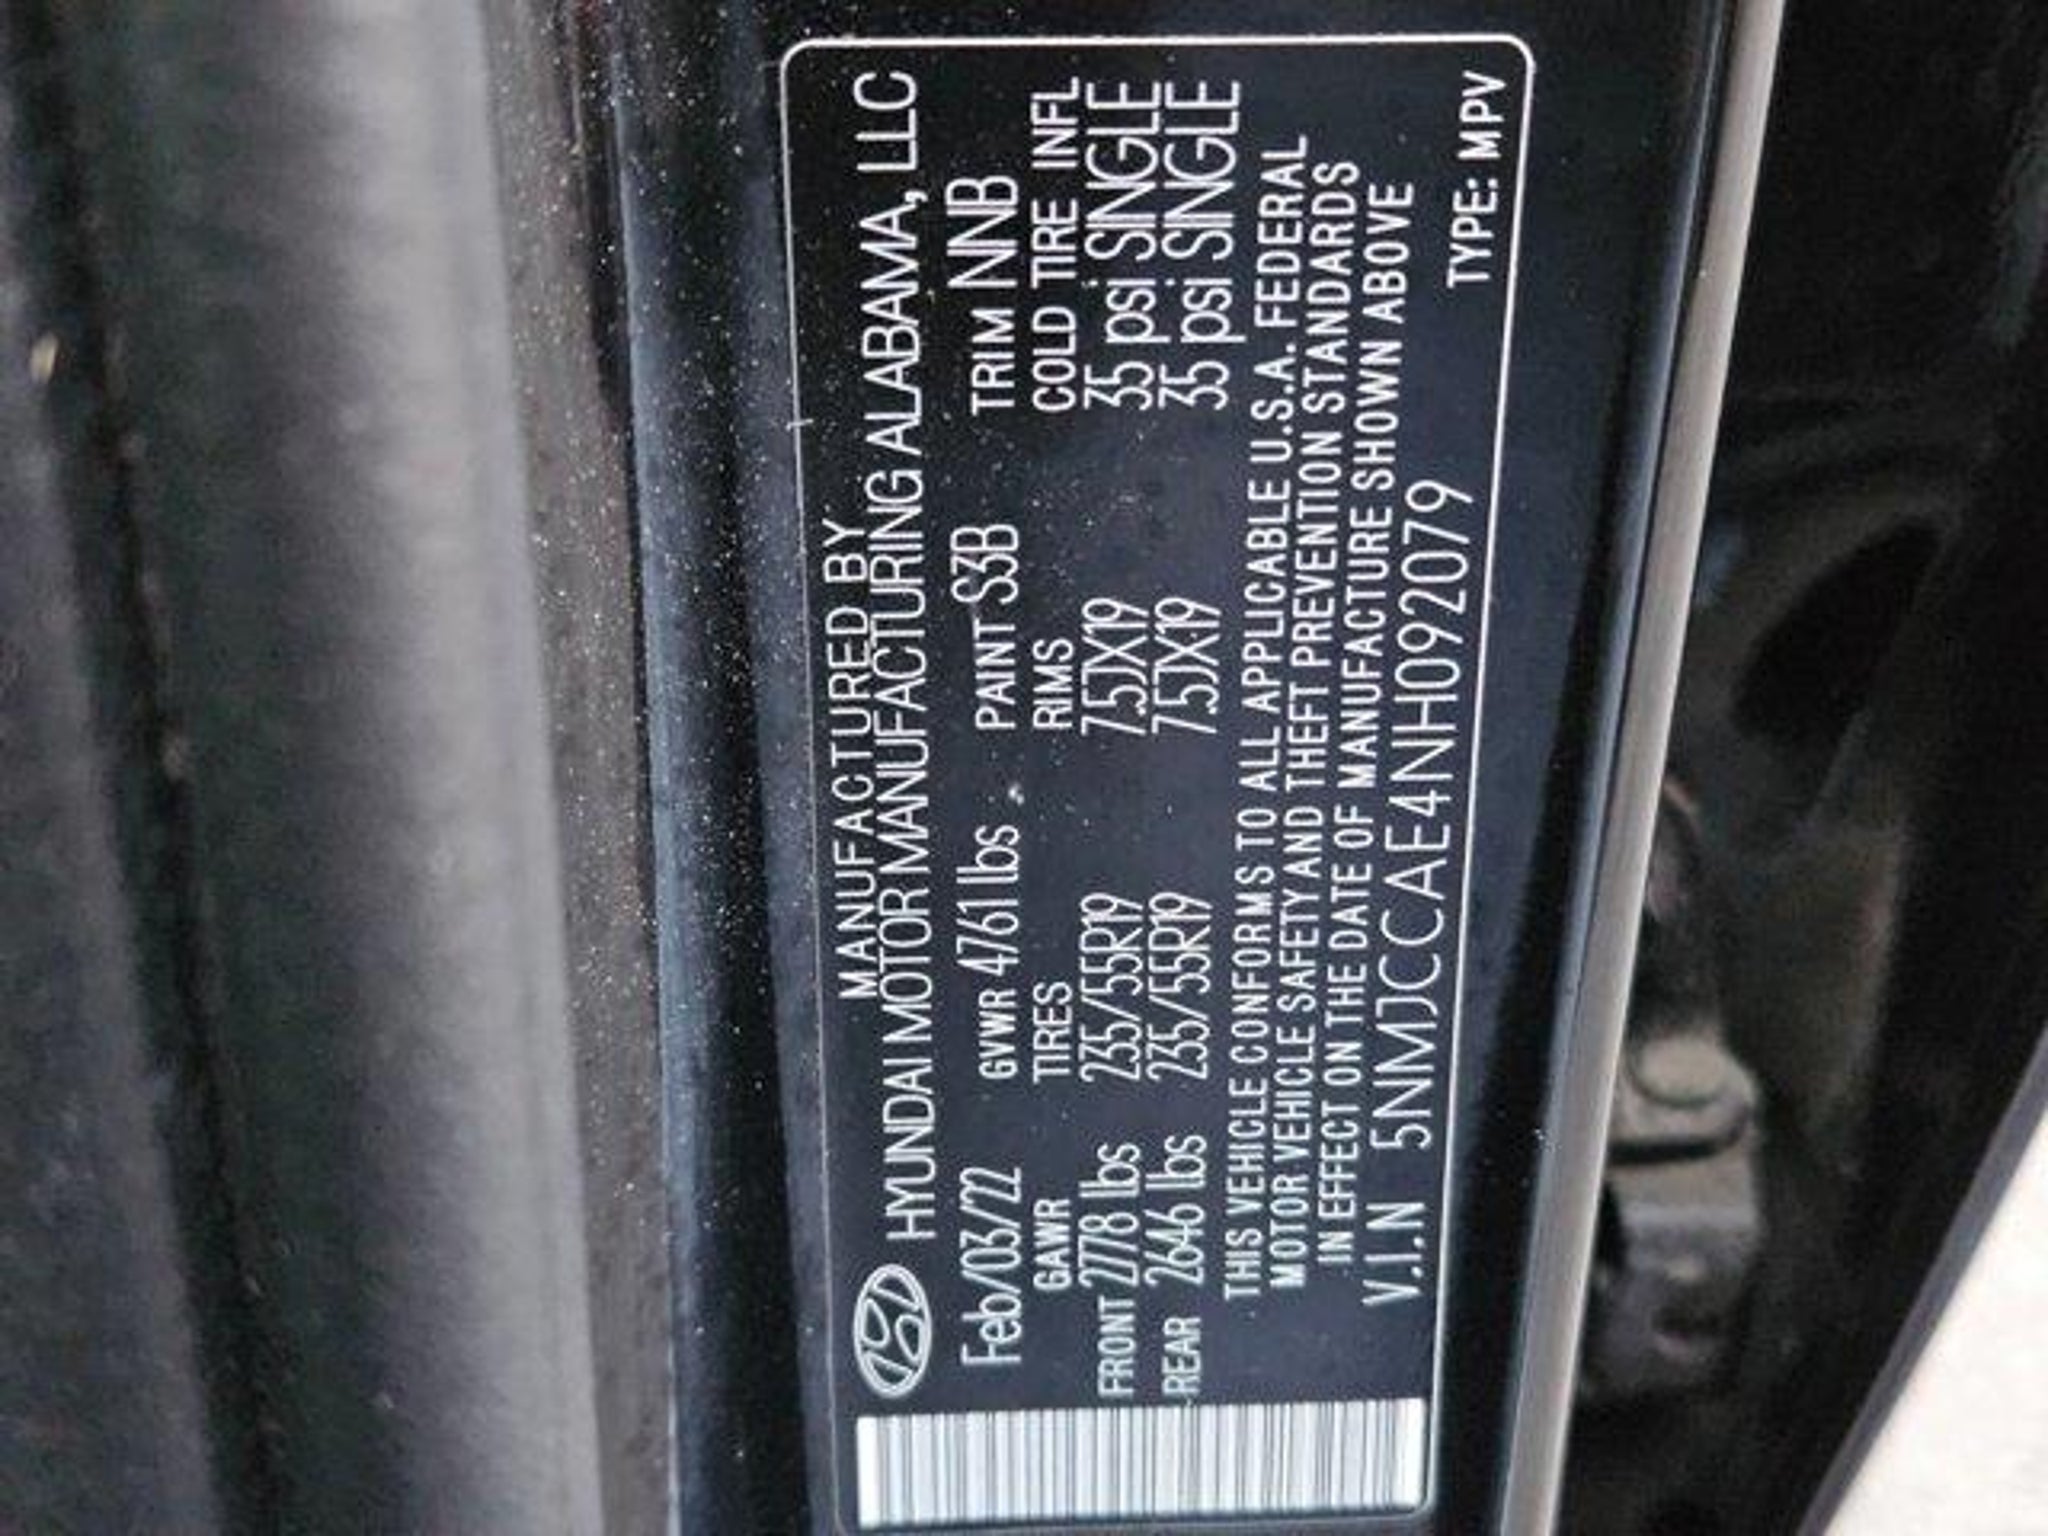 MANUFACTURED BY
HYUNDAI MOTOR MANUFACTURING ALABAMA, LLC
Feb/03/22 GVWR 4761 lbs PAINT S3B TRIM NNB
GAWR TIRES RIMS COLD TIRE INFL
FRONT 2778 lbs 235/55R19 7.5JX19 35 psi SINGLE
REAR 2646 lbs 235/55R19 7.5JX19 35 psi SINGLE
THIS VEHICLE CONFORMS TO ALL APPLICABLE U.S.A. FEDERAL
MOTOR VEHICLE SAFETY AND THEFT PREVENTION STANDARDS
IN EFFECT ON THE DATE OF MANUFACTURE SHOWN ABOVE
V.I.N 5NMJCCAE4NH092079 TYPE: MPV